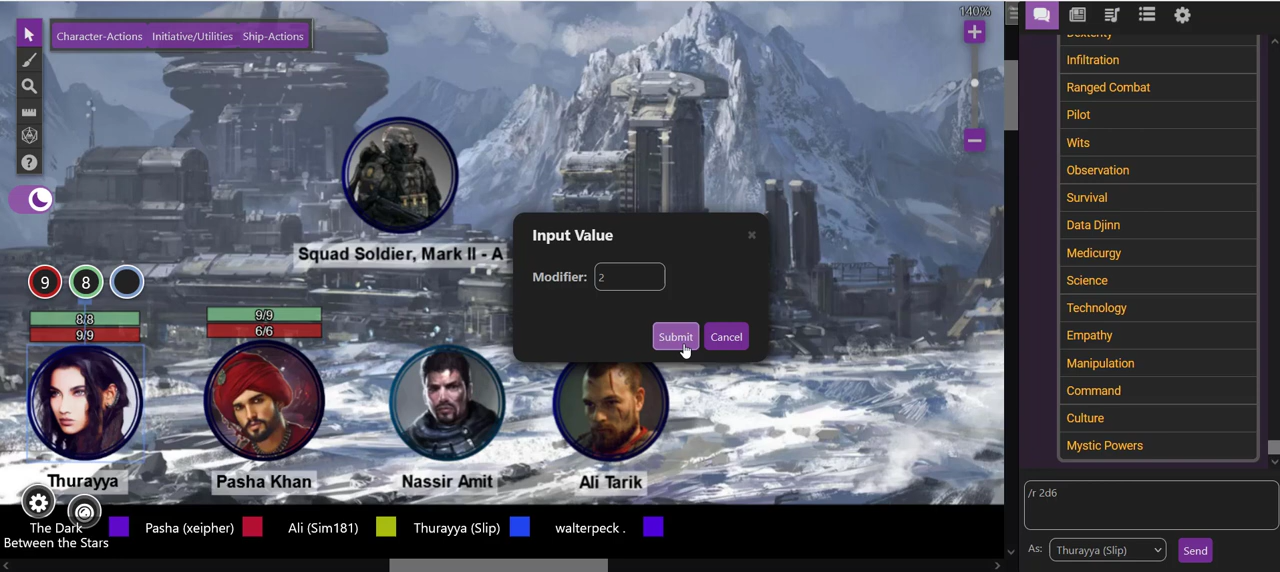 140%
Character-Actions Initiative/Utilities Ship-Actions
Dexterity
Infiltration
Ranged Combat
Pilot
Wits
Observation
Survival
Data Djinn
Medicurgy
Science
Technology
Empathy
Manipulation
Command
Culture
Mystic Powers
Squad Soldier, Mark II - A
Input Value
Modifier: 2
Submit Cancel
9 8
8/8
9/9
9/9
6/6
Thurayya
Pasha Khan
Nassir Amit
Ali Tarik
The Dark
Between the Stars
Pasha (xeipher)
Ali (Sim181)
Thurayya (Slip)
walterpeck .
/r 2d6
As: Thurayya (Slip) Send